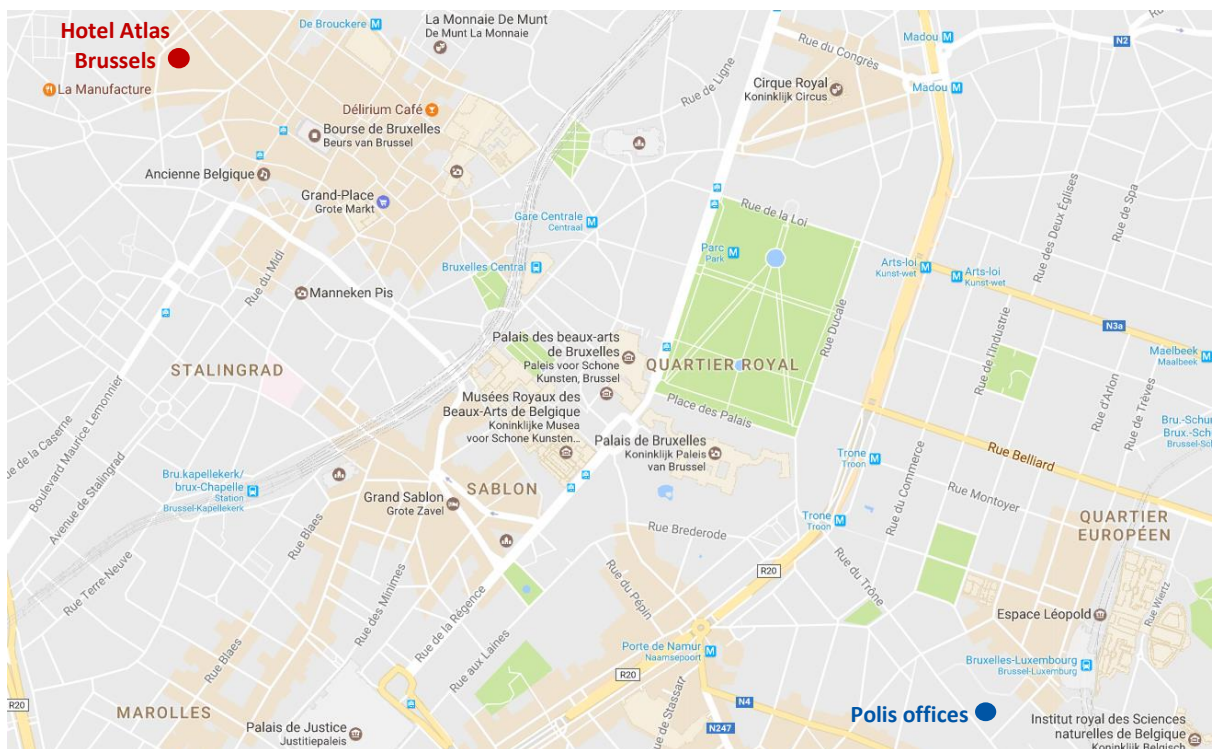 Hotel Atlas
Brussels
La Manufacture
De Brouckere
La Monnaie De Munt
De Munt La Monnaie
Délirium Café
Bourse de Bruxelles
Beurs van Brussel
Ancienne Belgique
Grand-Place
Grote Markt
Rue du Midi
Manneken Pis
Gare Centrale
Centraal
Bruxelles Central
Rue de Ligne
Cirque Royal
Koninklijk Circus
Rue du Congrès
Madou
Madou
N2
Rue de la Loi
Parc
Park
Arts-loi
Kunst-wet
Arts-loi
Kunst-wet
Rue des Deux Églises
Rue de Spa
N3a
Rue Ducale
Rue de l'Industrie
Maelbeek
Maalbeek
Rue d'Arlon
Rue de Trèves
Palais des beaux-arts
de Bruxelles
Paleis voor Schone
Kunsten, Brussel
QUARTIER ROYAL
Place des Palais
Musées Royaux des
Beaux-Arts de Belgique
Koninklijke Musea
voor Schone Kunsten...
Palais de Bruxelles
Koninklijk Paleis
van Brussel
STALINGRAD
Boulevard Maurice Lemonnier
Avenue de Stalingrad
Rue Terre-Neuve
Bru.kapellekerk/
brux-Chapelle
Station
Brussel-Kapellekerk
Rue Blaes
Grand Sablon
Grote Zavel
SABLON
Trone
Troon
Rue du Commerce
Rue Belliard
Bru.-Schum
Brux.-Sch
Brussel-Sc
Rue Montoyer
QUARTIER
EUROPÉEN
Trone
Troon
Rue Brederode
R20
Rue du Trône
Rue du Pépin
Rue des Minimes
Rue de la Régence
Rue aux Laines
Rue Blaes
Espace Léopold
Rue Wiertz
Porte de Namur
Naamsepoort
R20
Bruxelles-Luxembourg
Brussel-Luxemburg
R20
MAROLLES
Palais de Justice
Justitiepaleis
Rue de Stassart
N4
N247
Polis offices
Institut royal des Sciences
naturelles de Belgique
Koninklijk Belgisch